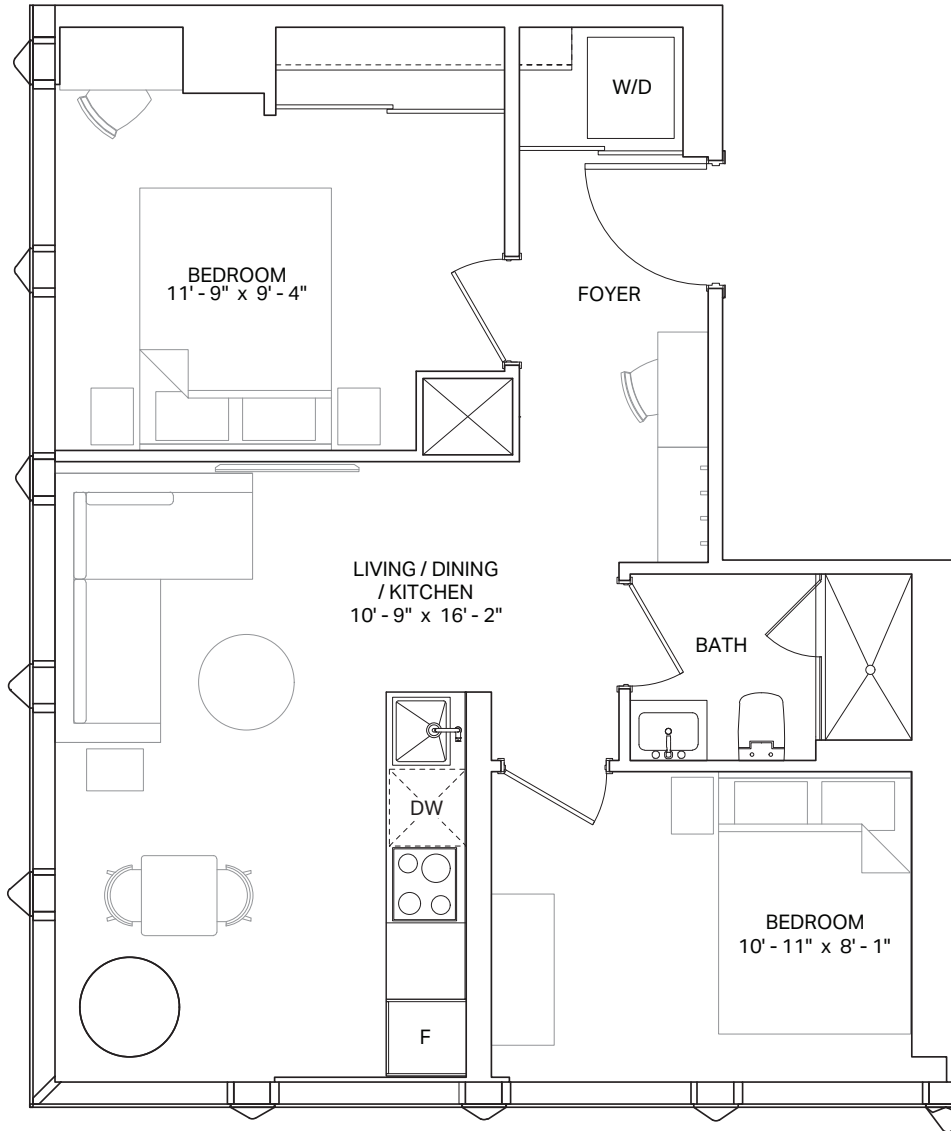 W/D
BEDROOM
11' - 9" x 9' - 4"
FOYER
LIVING / DINING
/ KITCHEN
10' - 9" x 16' - 2"
BATH
DW
BEDROOM
10' - 11" x 8' - 1"
F